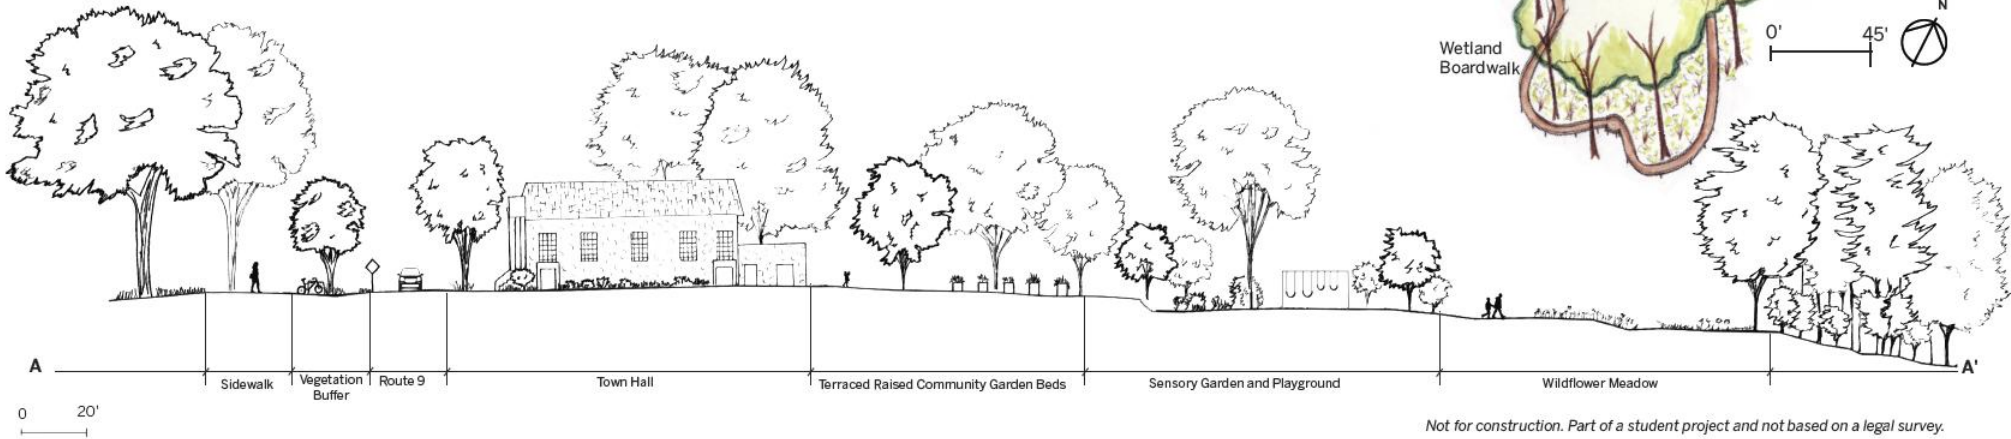 N
0' 45'
Wetland
Boardwalk
A A'
Sidewalk
Vegetation
Buffer
Route 9
Town Hall
Terraced Raised Community Garden Beds
Sensory Garden and Playground
Wildflower Meadow
0 20'
Not for construction. Part of a student project and not based on a legal survey.